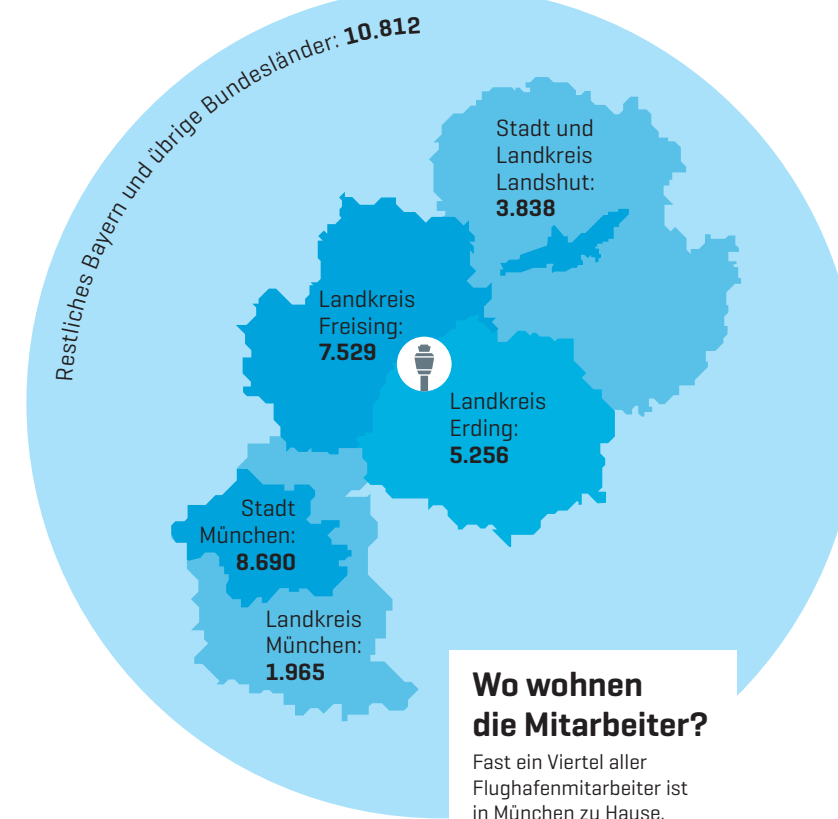 Restliches Bayern und übrige Bundesländer: 10.812
Stadt und
Landkreis
Landshut:
3.838
Landkreis
Freising:
7.529
Landkreis
Erding:
5.256
Stadt
München:
8.690
Landkreis
München:
1.965
Wo wohnen
die Mitarbeiter?
Fast ein Viertel aller
Flughafenmitarbeiter ist
in München zu Hause.